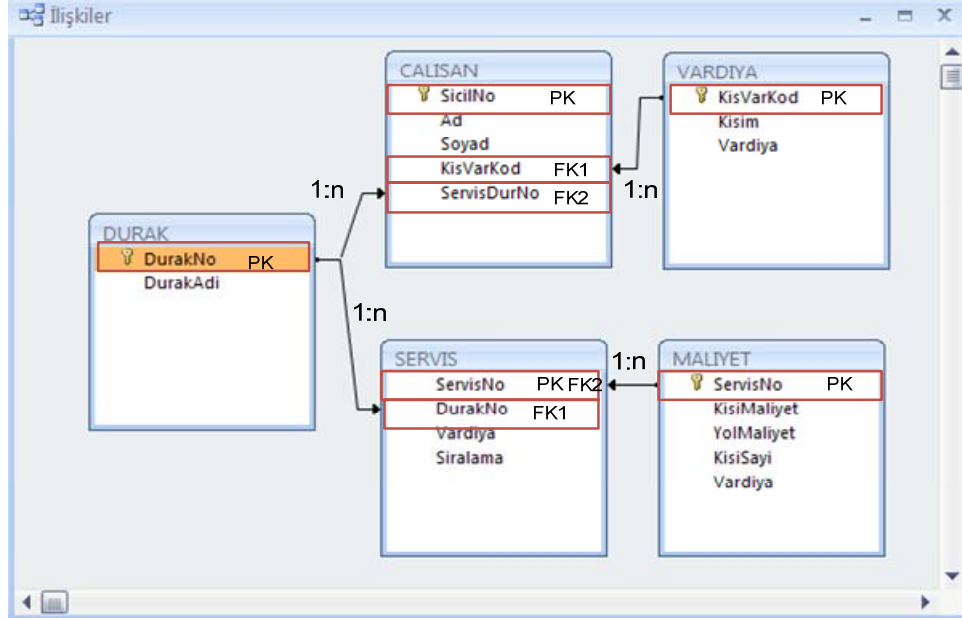 İlişkiler
CALISAN
SicilNo PK
Ad
Soyad
KisVarKod FK1
ServisDurNo FK2
VARDIYA
KisVarKod PK
Kisim
Vardiya
1:n
1:n
DURAK
DurakNo PK
DurakAdi
1:n
SERVIS
ServisNo PK FK2
DurakNo FK1
Vardiya
Siralama
1:n
MALIYET
ServisNo PK
KisiMaliyet
YolMaliyet
KisiSayi
Vardiya